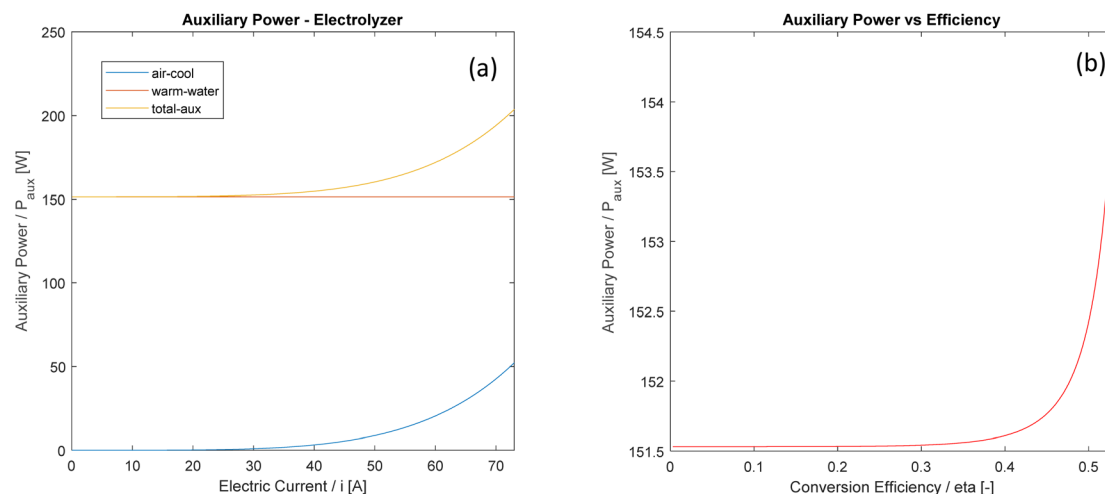 Auxiliary Power - Electrolyzer
(a)
air-cool
warm-water
total-aux
Auxiliary Power / P_aux [W]
250
200
150
100
50
0
0 10 20 30 40 50 60 70
Electric Current / i [A]
Auxiliary Power vs Efficiency
(b)
Auxiliary Power / P_aux [W]
154.5
154
153.5
153
152.5
152
151.5
0 0.1 0.2 0.3 0.4 0.5
Conversion Efficiency / eta [-]